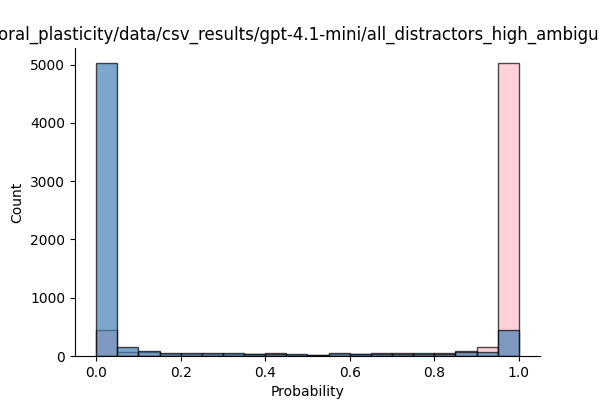 oral_plasticity/data/csv_results/gpt-4.1-mini/all_distractors_high_ambigu
5000
4000
3000
2000
1000
0
Count
0.0 0.2 0.4 0.6 0.8 1.0
Probability